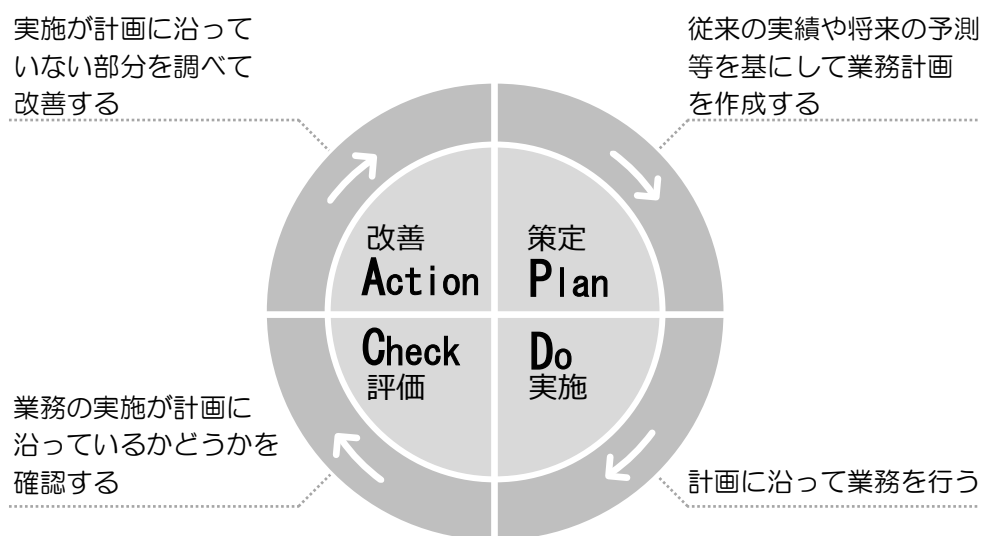 実施が計画に沿って
いない部分を調べて
改善する
従来の実績や将来の予測
等を基にして業務計画
を作成する
改善
Action
策定
Plan
Check
評価
Do
実施
業務の実施が計画に
沿っているかどうかを
確認する
計画に沿って業務を行う